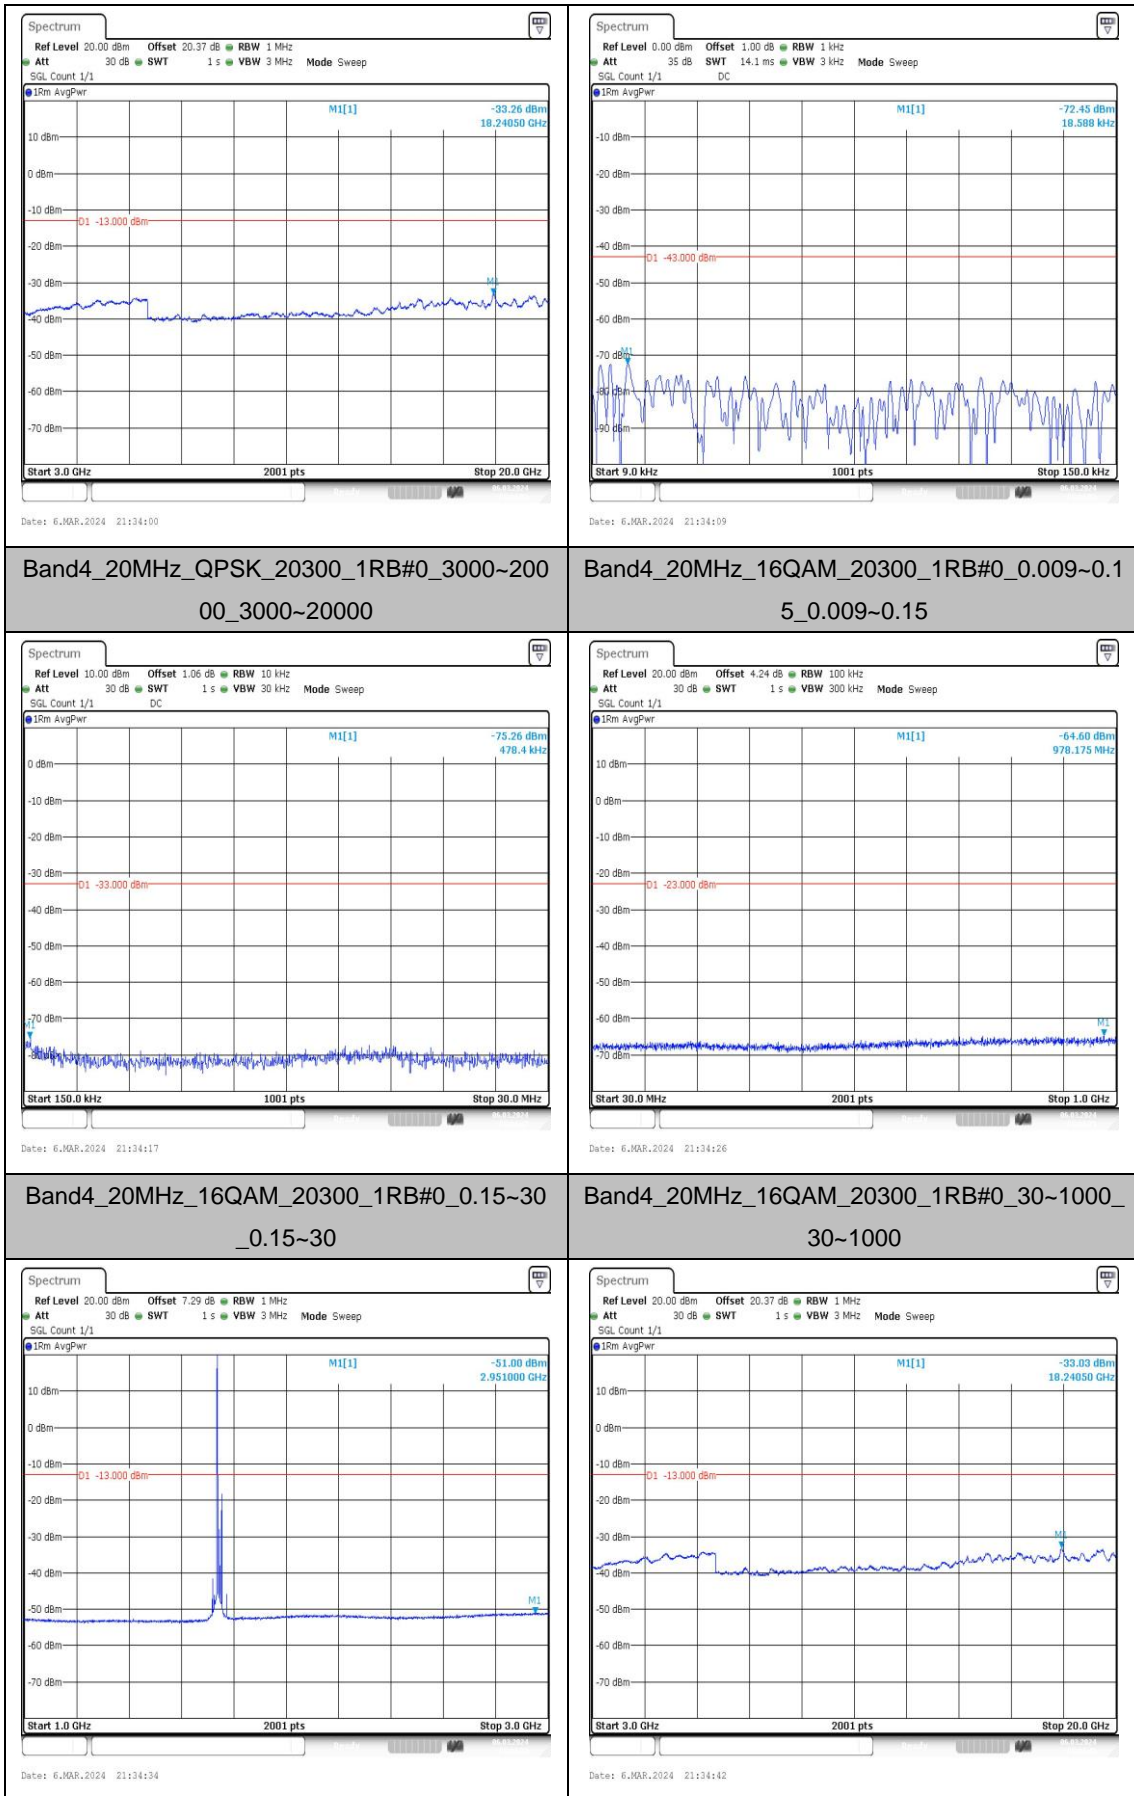 Spectrum
Ref Level 20.00 dBm Offset 20.37 dB RBW 1 MHz
Att 30 dB SWT 1 s VBW 3 MHz Mode Sweep
SGL Count 1/1
1Rm AvgPwr
M1[1] -33.26 dBm
18.24050 GHz
10 dBm
0 dBm
-10 dBm
D1 -13.000 dBm
-20 dBm
-30 dBm
M1
-40 dBm
-50 dBm
-60 dBm
-70 dBm
Start 3.0 GHz 2001 pts Stop 20.0 GHz
Date: 6.MAR.2024 21:34:00
Spectrum
Ref Level 0.00 dBm Offset 1.00 dB RBW 1 kHz
Att 35 dB SWT 14.1 ms VBW 3 kHz Mode Sweep
SGL Count 1/1 DC
1Rm AvgPwr
M1[1] -72.45 dBm
18.588 kHz
-10 dBm
-20 dBm
-30 dBm
-40 dBm
D1 -43.000 dBm
-50 dBm
-60 dBm
-70 dBm
M1
-80 dBm
-90 dBm
Start 9.0 kHz 1001 pts Stop 150.0 kHz
Date: 6.MAR.2024 21:34:09
Band4_20MHz_QPSK_20300_1RB#0_3000~200
00_3000~20000
Band4_20MHz_16QAM_20300_1RB#0_0.009~0.1
5_0.009~0.15
Spectrum
Ref Level 10.00 dBm Offset 1.06 dB RBW 10 kHz
Att 30 dB SWT 1 s VBW 30 kHz Mode Sweep
SGL Count 1/1 DC
1Rm AvgPwr
M1[1] -75.26 dBm
478.4 kHz
0 dBm
-10 dBm
-20 dBm
-30 dBm
D1 -33.000 dBm
-40 dBm
-50 dBm
-60 dBm
-70 dBm
M1
-80 dBm
Start 150.0 kHz 1001 pts Stop 30.0 MHz
Date: 6.MAR.2024 21:34:17
Spectrum
Ref Level 20.00 dBm Offset 4.24 dB RBW 100 kHz
Att 30 dB SWT 1 s VBW 300 kHz Mode Sweep
SGL Count 1/1
1Rm AvgPwr
M1[1] -64.60 dBm
978.175 MHz
10 dBm
0 dBm
-10 dBm
-20 dBm
D1 -23.000 dBm
-30 dBm
-40 dBm
-50 dBm
-60 dBm
M1
-70 dBm
Start 30.0 MHz 2001 pts Stop 1.0 GHz
Date: 6.MAR.2024 21:34:26
Band4_20MHz_16QAM_20300_1RB#0_0.15~30
_0.15~30
Band4_20MHz_16QAM_20300_1RB#0_30~1000_
30~1000
Spectrum
Ref Level 20.00 dBm Offset 7.29 dB RBW 1 MHz
Att 30 dB SWT 1 s VBW 3 MHz Mode Sweep
SGL Count 1/1
1Rm AvgPwr
M1[1] -51.00 dBm
2.951000 GHz
10 dBm
0 dBm
-10 dBm
D1 -13.000 dBm
-20 dBm
-30 dBm
-40 dBm
-50 dBm
M1
-60 dBm
-70 dBm
Start 1.0 GHz 2001 pts Stop 3.0 GHz
Date: 6.MAR.2024 21:34:34
Spectrum
Ref Level 20.00 dBm Offset 20.37 dB RBW 1 MHz
Att 30 dB SWT 1 s VBW 3 MHz Mode Sweep
SGL Count 1/1
1Rm AvgPwr
M1[1] -33.03 dBm
18.24050 GHz
10 dBm
0 dBm
-10 dBm
D1 -13.000 dBm
-20 dBm
-30 dBm
M1
-40 dBm
-50 dBm
-60 dBm
-70 dBm
Start 3.0 GHz 2001 pts Stop 20.0 GHz
Date: 6.MAR.2024 21:34:42